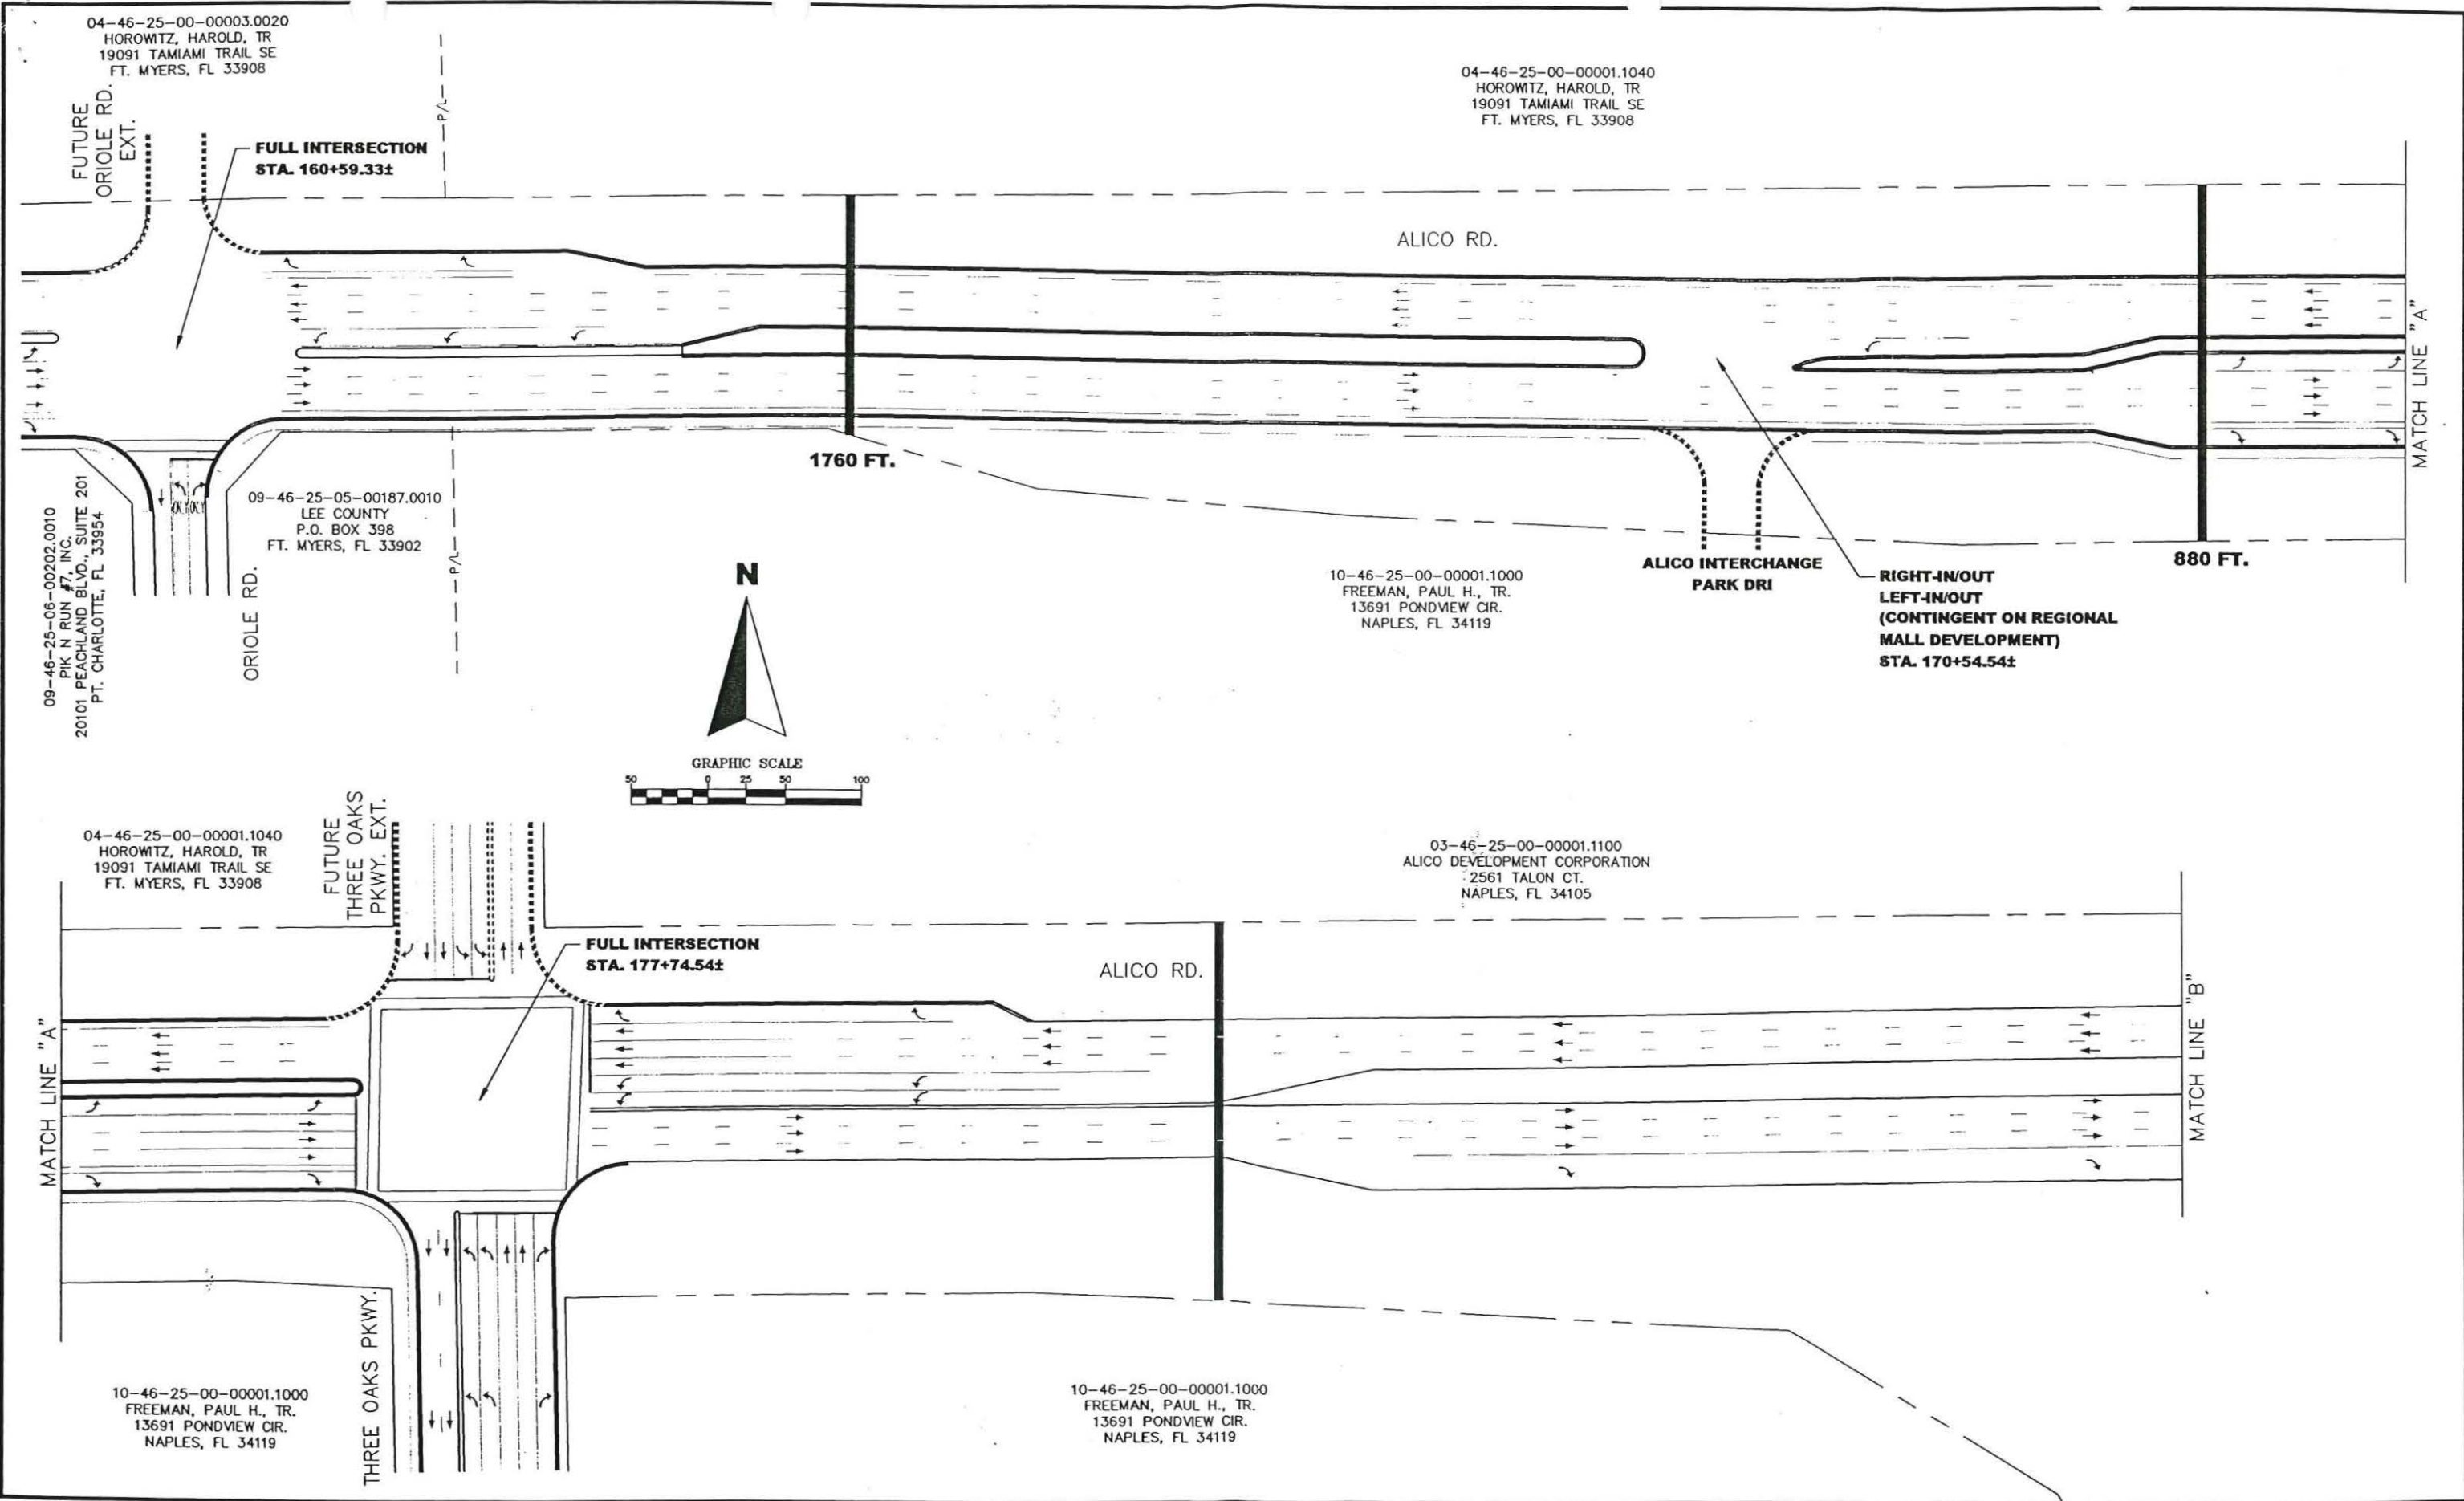 04-46-25-00-00003.0020
HOROWITZ, HAROLD, TR
19091 TAMIAMI TRAIL SE
FT. MYERS, FL 33908
FUTURE
ORIOLE RD.
EXT.
FULL INTERSECTION
STA. 160+59.33±
P/L
04-46-25-00-00001.1040
HOROWITZ, HAROLD, TR
19091 TAMIAMI TRAIL SE
FT. MYERS, FL 33908
ALICO RD.
MATCH LINE "A"
1760 FT.
880 FT.
09-46-25-06-00202.0010
PIK N RUN #7, INC.
20101 PEACHLAND BLVD., SUITE 201
PT. CHARLOTTE, FL 33954
09-46-25-05-00187.0010
LEE COUNTY
P.O. BOX 398
FT. MYERS, FL 33902
ORIOLE RD.
P/L
N
10-46-25-00-00001.1000
FREEMAN, PAUL H., TR.
13691 PONDVIEW CIR.
NAPLES, FL 34119
ALICO INTERCHANGE
PARK DRI
RIGHT-IN/OUT
LEFT-IN/OUT
(CONTINGENT ON REGIONAL
MALL DEVELOPMENT)
STA. 170+54.54±
GRAPHIC SCALE
50 0 25 50 100
04-46-25-00-00001.1040
HOROWITZ, HAROLD, TR
19091 TAMIAMI TRAIL SE
FT. MYERS, FL 33908
FUTURE
THREE OAKS
PKWY. EXT.
FULL INTERSECTION
STA. 177+74.54±
03-46-25-00-00001.1100
ALICO DEVELOPMENT CORPORATION
2561 TALON CT.
NAPLES, FL 34105
ALICO RD.
MATCH LINE "A"
MATCH LINE "B"
THREE OAKS PKWY.
10-46-25-00-00001.1000
FREEMAN, PAUL H., TR.
13691 PONDVIEW CIR.
NAPLES, FL 34119
10-46-25-00-00001.1000
FREEMAN, PAUL H., TR.
13691 PONDVIEW CIR.
NAPLES, FL 34119